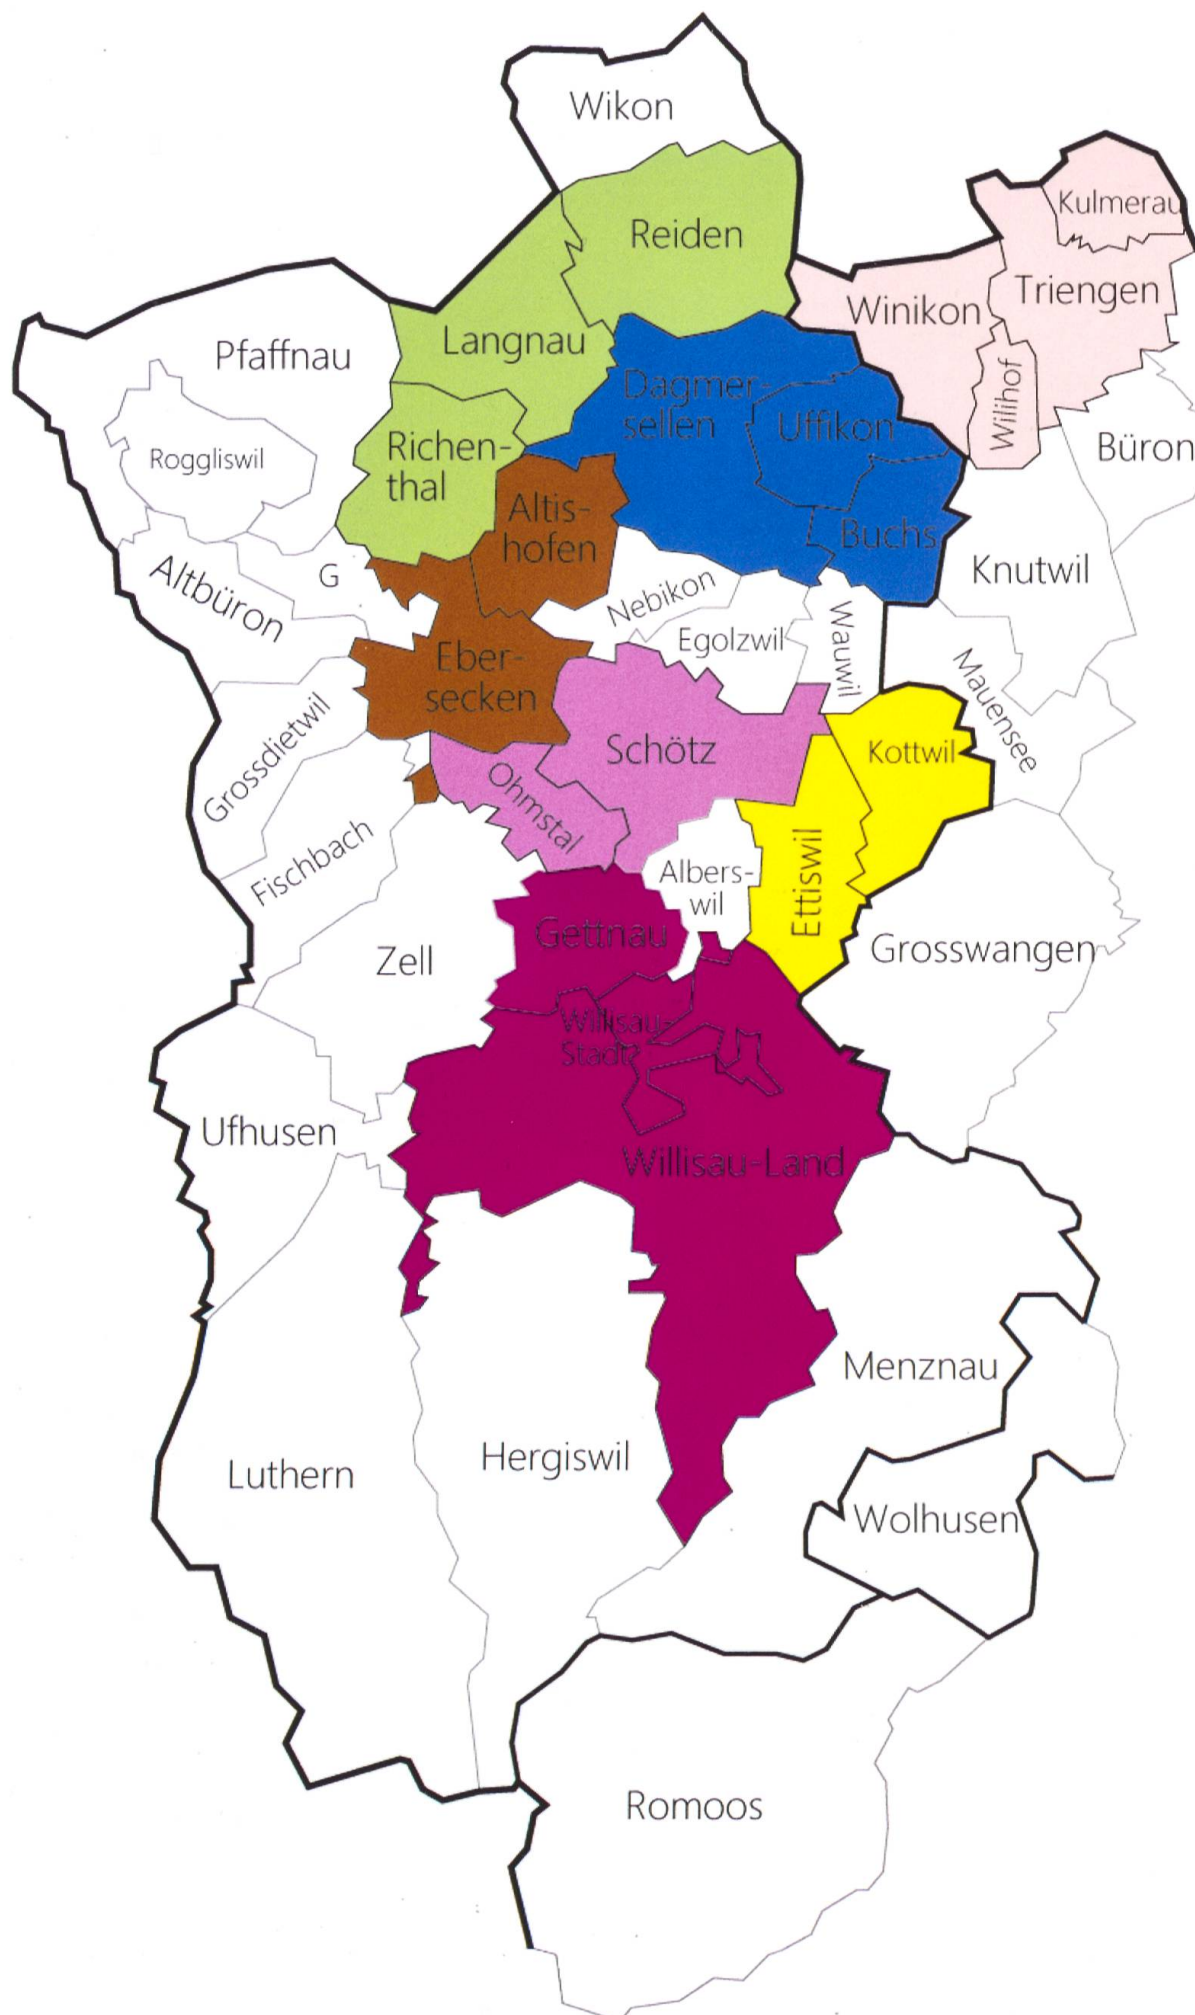 Wikon
Kulmerau
Reiden
Triengen
Winikon
Langnau
Pfaffnau
Dagmer-
sellen
Uffikon
Wilihof
Büron
Richen-
thal
Roggliswil
Altis-
hofen
Buchs
Knutwil
G
Altbüron
Nebikon
Egolzwil
Wauwil
Eber-
secken
Mauensee
Grossdietwil
Schötz
Kottwil
Ohmstal
Fischbach
Albers-
wil
Ettiswil
Gettnau
Grosswangen
Zell
Willisau-
Stadt
Ufhusen
Willisau-Land
Menznau
Hergiswil
Luthern
Wolhusen
Romoos